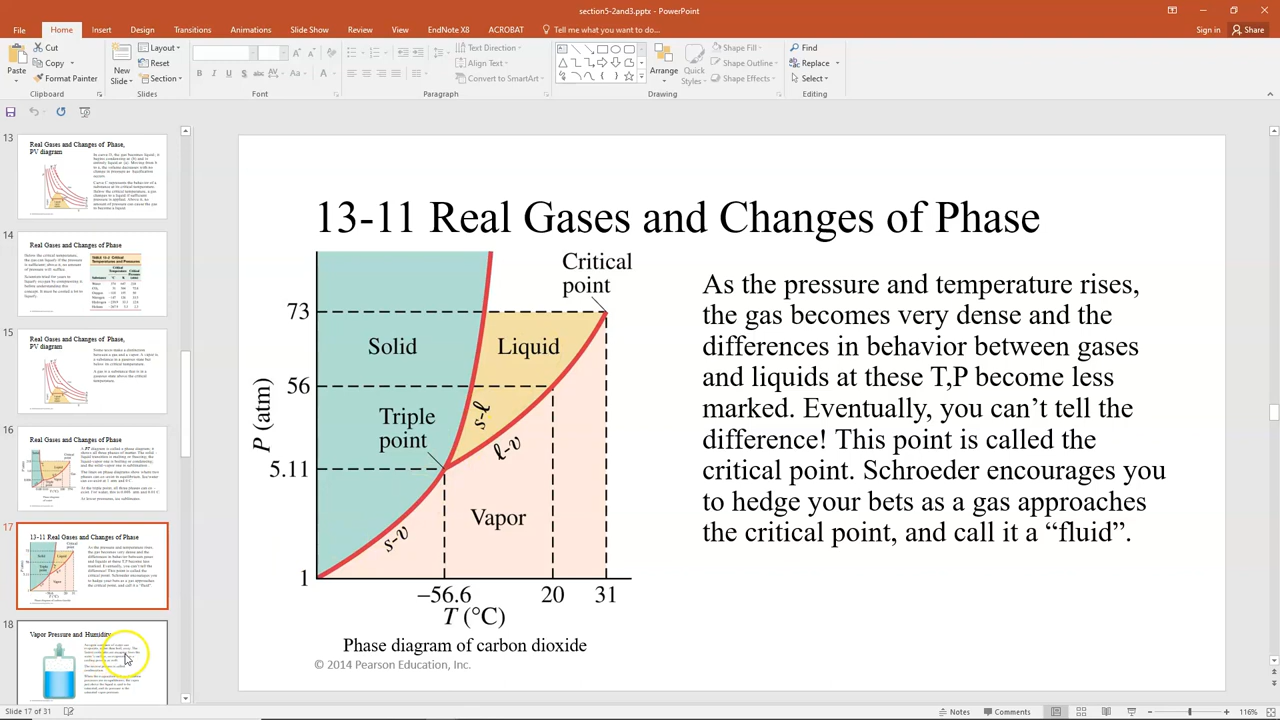 section5-2and3.pptx - PowerPoint
File
Home
Insert
Design
Transitions
Animations
Slide Show
Review
View
EndNote X8
ACROBAT
Tell me what you want to do...
Sign in
Share
Paste
Cut
Copy
Format Painter
Clipboard
New
Slide
Layout
Reset
Section
Slides
Font
Text Direction
Align Text
Convert to SmartArt
Paragraph
Arrange
Quick
Styles
Shape Fill
Shape Outline
Shape Effects
Drawing
Find
Replace
Select
Editing
13
Real Gases and Changes of Phase,
PV diagram
14
Real Gases and Changes of Phase
15
Real Gases and Changes of Phase,
PV diagram
16
Real Gases and Changes of Phase
17
13-11 Real Gases and Changes of Phase
18
Vapor Pressure and Humidity
13-11 Real Gases and Changes of Phase
Critical
point
73
Solid
Liquid
56
Triple
point
s-ℓ
ℓ-v
5.11
P (atm)
Vapor
s-v
1
−56.6
20
31
T (°C)
Phase diagram of carbon dioxide
© 2014 Pearson Education, Inc.
As the pressure and temperature rises,
the gas becomes very dense and the
differences in behavior between gases
and liquids at these T,P become less
marked. Eventually, you can’t tell the
difference! This point is called the
critical point. Schroeder encourages you
to hedge your bets as a gas approaches
the critical point, and call it a “fluid”.
Slide 17 of 31
Notes
Comments
116%